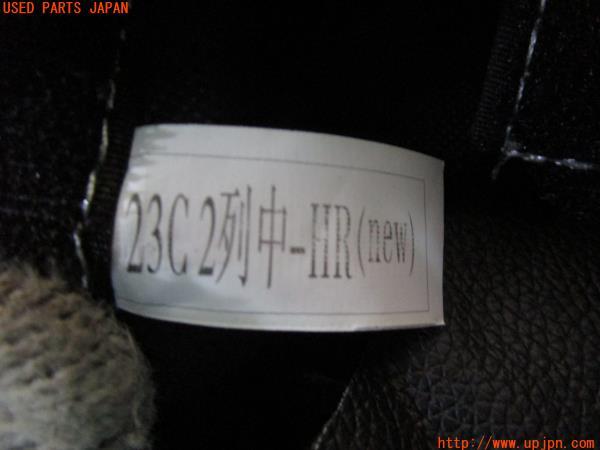 USED PARTS JAPAN
23C 2列中-HR(new)
http://www.upjpn.com/